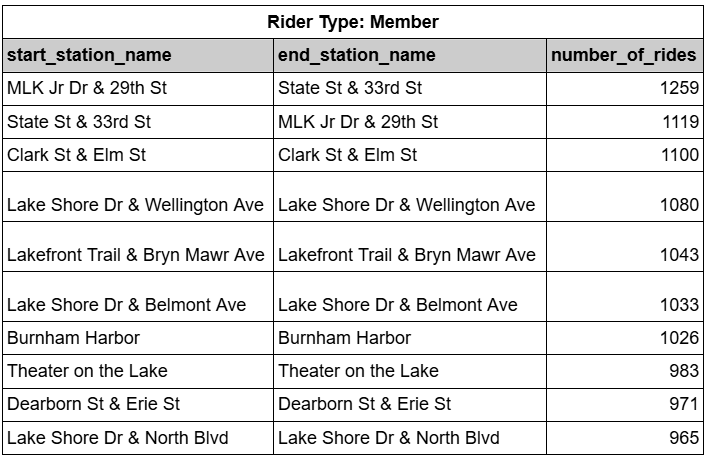 Rider Type: Member
start_station_name end_station_name number_of_rides
MLK Jr Dr & 29th St State St & 33rd St 1259
State St & 33rd St MLK Jr Dr & 29th St 1119
Clark St & Elm St Clark St & Elm St 1100
Lake Shore Dr & Wellington Ave Lake Shore Dr & Wellington Ave 1080
Lakefront Trail & Bryn Mawr Ave Lakefront Trail & Bryn Mawr Ave 1043
Lake Shore Dr & Belmont Ave Lake Shore Dr & Belmont Ave 1033
Burnham Harbor Burnham Harbor 1026
Theater on the Lake Theater on the Lake 983
Dearborn St & Erie St Dearborn St & Erie St 971
Lake Shore Dr & North Blvd Lake Shore Dr & North Blvd 965